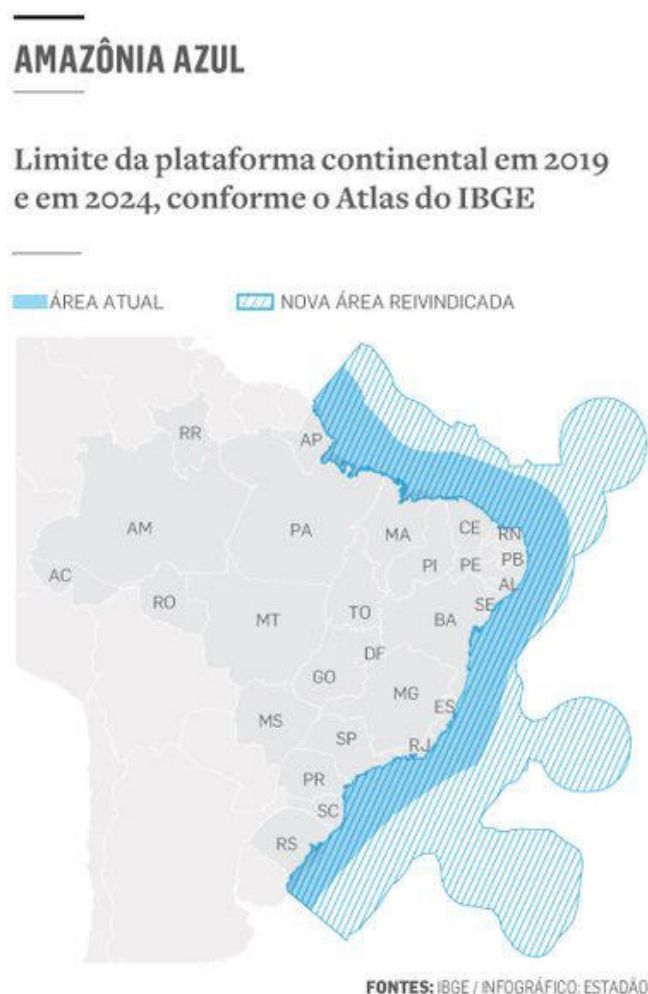 AMAZÔNIA AZUL
Limite da plataforma continental em 2019
e em 2024, conforme o Atlas do IBGE
ÁREA ATUAL
NOVA ÁREA REIVINDICADA
RR
AP
AM
PA
MA
CE
RN
PI
PE
PB
AL
AC
RO
MT
TO
SE
BA
DF
GO
MG
ES
MS
SP
RJ
PR
SC
RS
FONTES: IBGE / INFOGRÁFICO: ESTADÃO